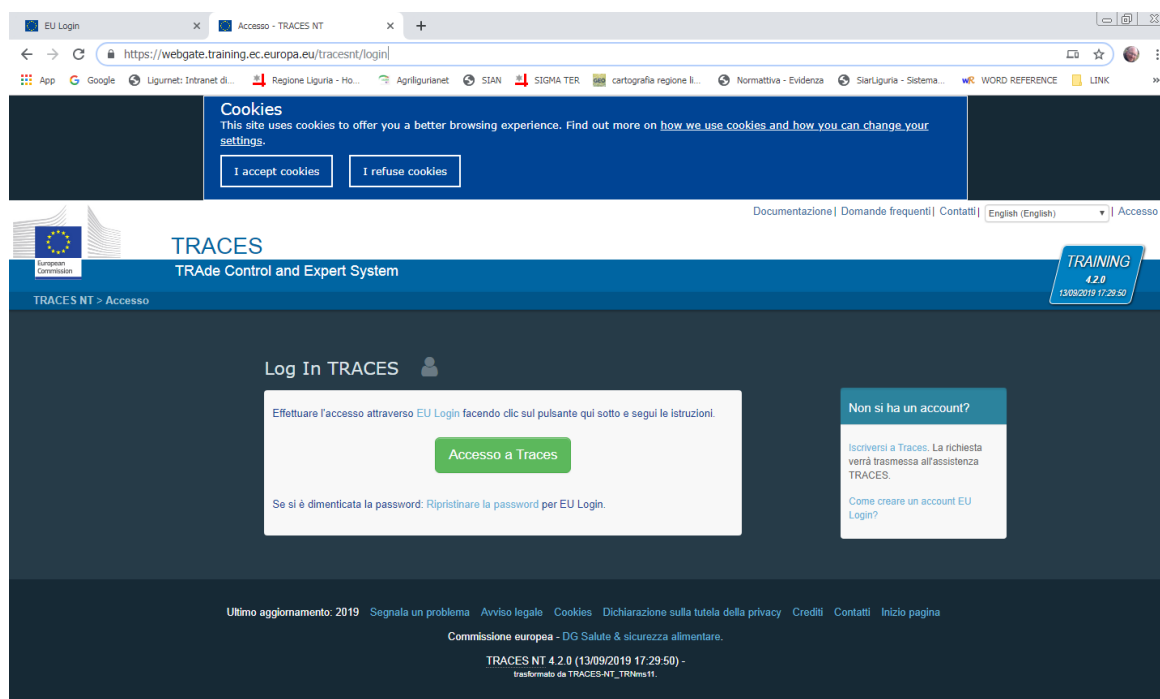 EU Login
Accesso - TRACES NT
https://webgate.training.ec.europa.eu/tracesnt/login
App Google Ligurnet: Intranet di... Regione Liguria - Ho... Agriligurianet SIAN SIGMA TER cartografia regione li... Normattiva - Evidenza SiarLiguria - Sistema... WORD REFERENCE LINK
Cookies
This site uses cookies to offer you a better browsing experience. Find out more on how we use cookies and how you can change your
settings.
I accept cookies I refuse cookies
Documentazione| Domande frequenti| Contatti| English (English) | Accesso
European
Commission
TRACES
TRAde Control and Expert System
TRAINING
4.2.0
13/09/2019 17:29:50
TRACES NT > Accesso
Log In TRACES
Effettuare l'accesso attraverso EU Login facendo clic sul pulsante qui sotto e segui le istruzioni.
Accesso a Traces
Se si è dimenticata la password: Ripristinare la password per EU Login.
Non si ha un account?
Iscriversi a Traces. La richiesta
verrà trasmessa all'assistenza
TRACES.
Come creare un account EU
Login?
Ultimo aggiornamento: 2019 Segnala un problema Avviso legale Cookies Dichiarazione sulla tutela della privacy Crediti Contatti Inizio pagina
Commissione europea - DG Salute & sicurezza alimentare.
TRACES NT 4.2.0 (13/09/2019 17:29:50) -
trasformato da TRACES-NT_TRNms11.